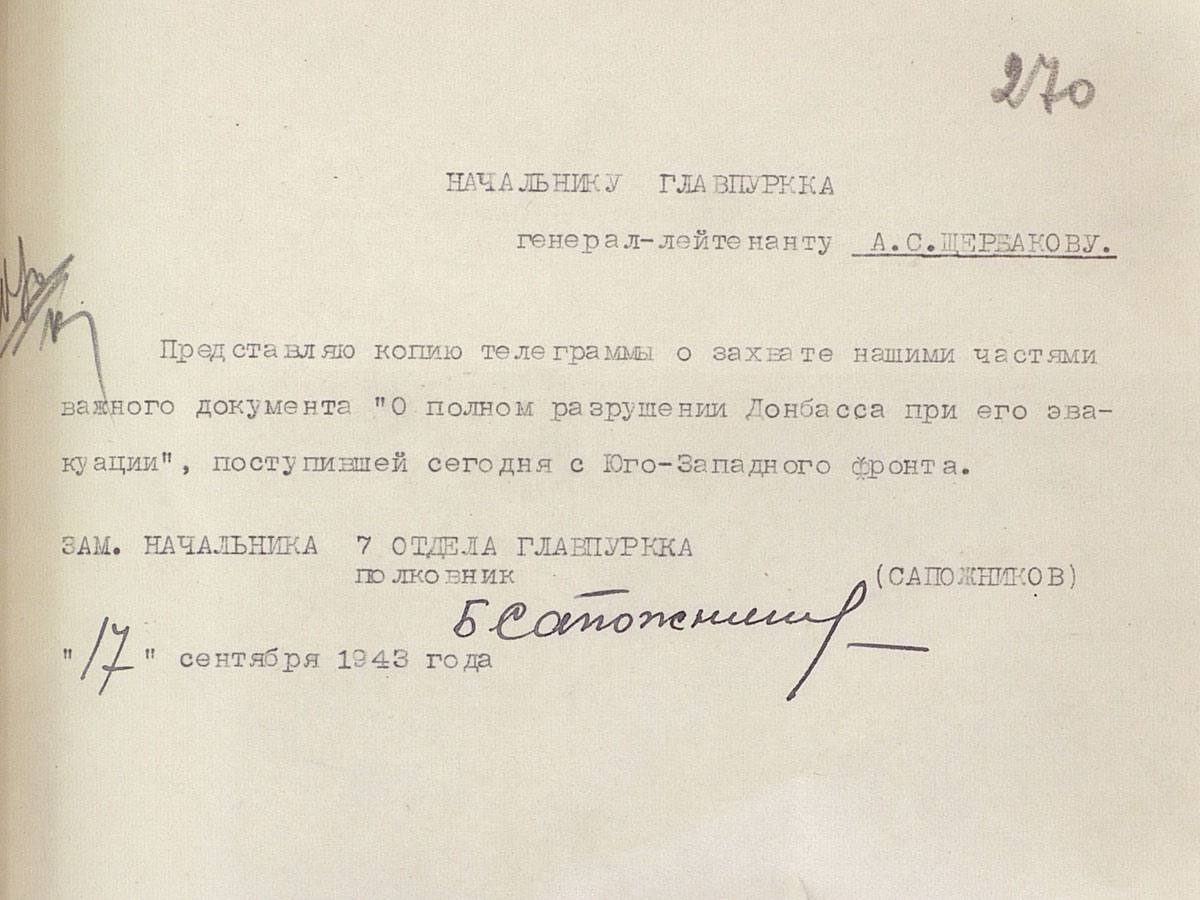 270
НАЧАЛЬНИКУ ГЛАВПУРККА
генерал-лейтенанту А.С.ЩЕРБАКОВУ.
Представляю копию телеграммы о захвате нашими частями
важного документа "О полном разрушении Донбасса при его эва-
куации", поступившей сегодня с Юго-Западного фронта.
ЗАМ. НАЧАЛЬНИКА 7 ОТДЕЛА ГЛАВПУРККА
полковник (САПОЖНИКОВ)
БСапожников
"17" сентября 1943 года